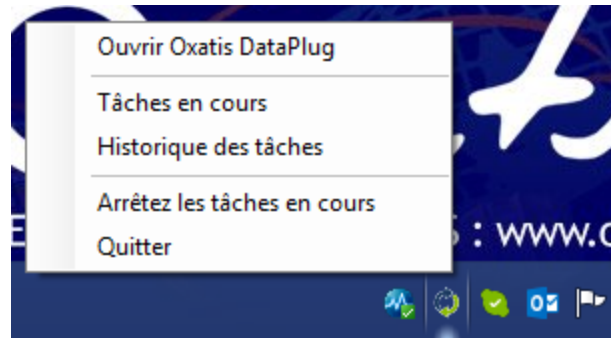 Ouvrir Oxatis DataPlug
Tâches en cours
Historique des tâches
Arrêtez les tâches en cours
Quitter
: www.